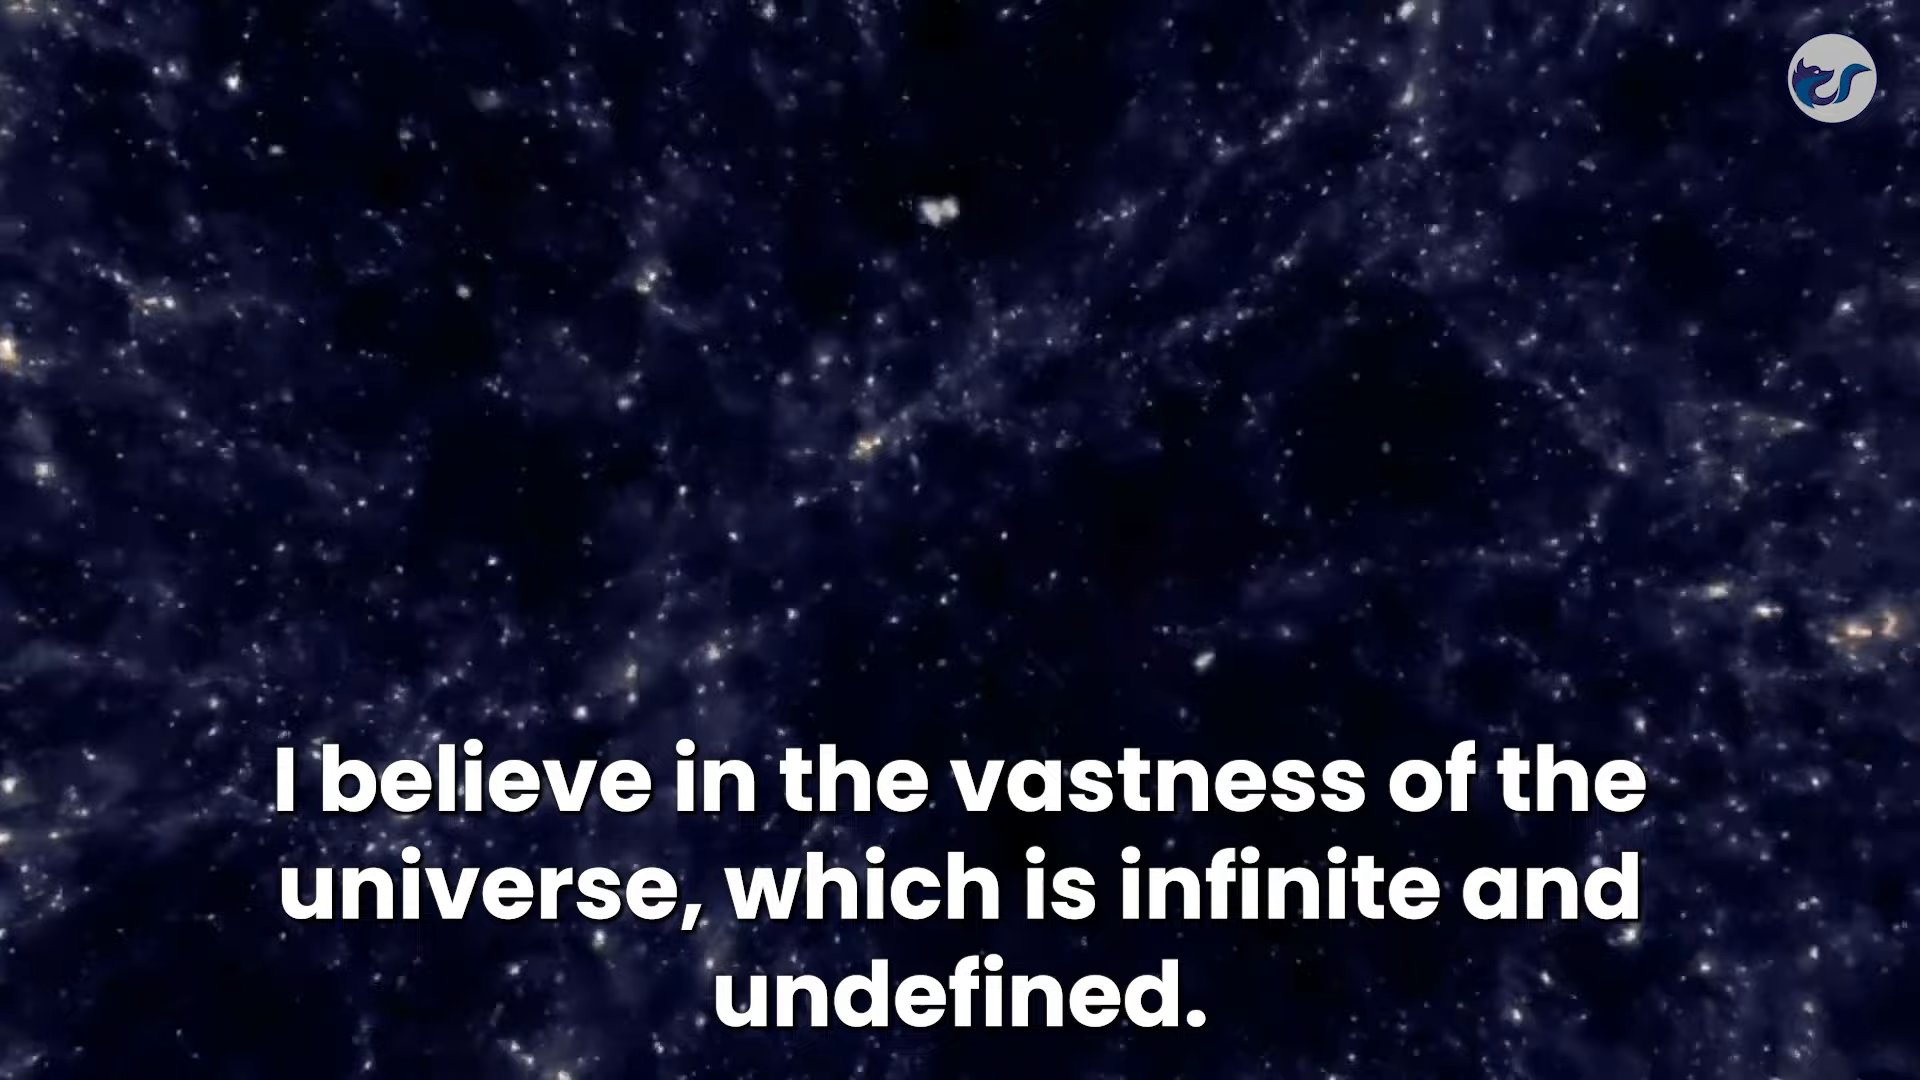 I believe in the vastness of the
universe, which is infinite and
undefined.